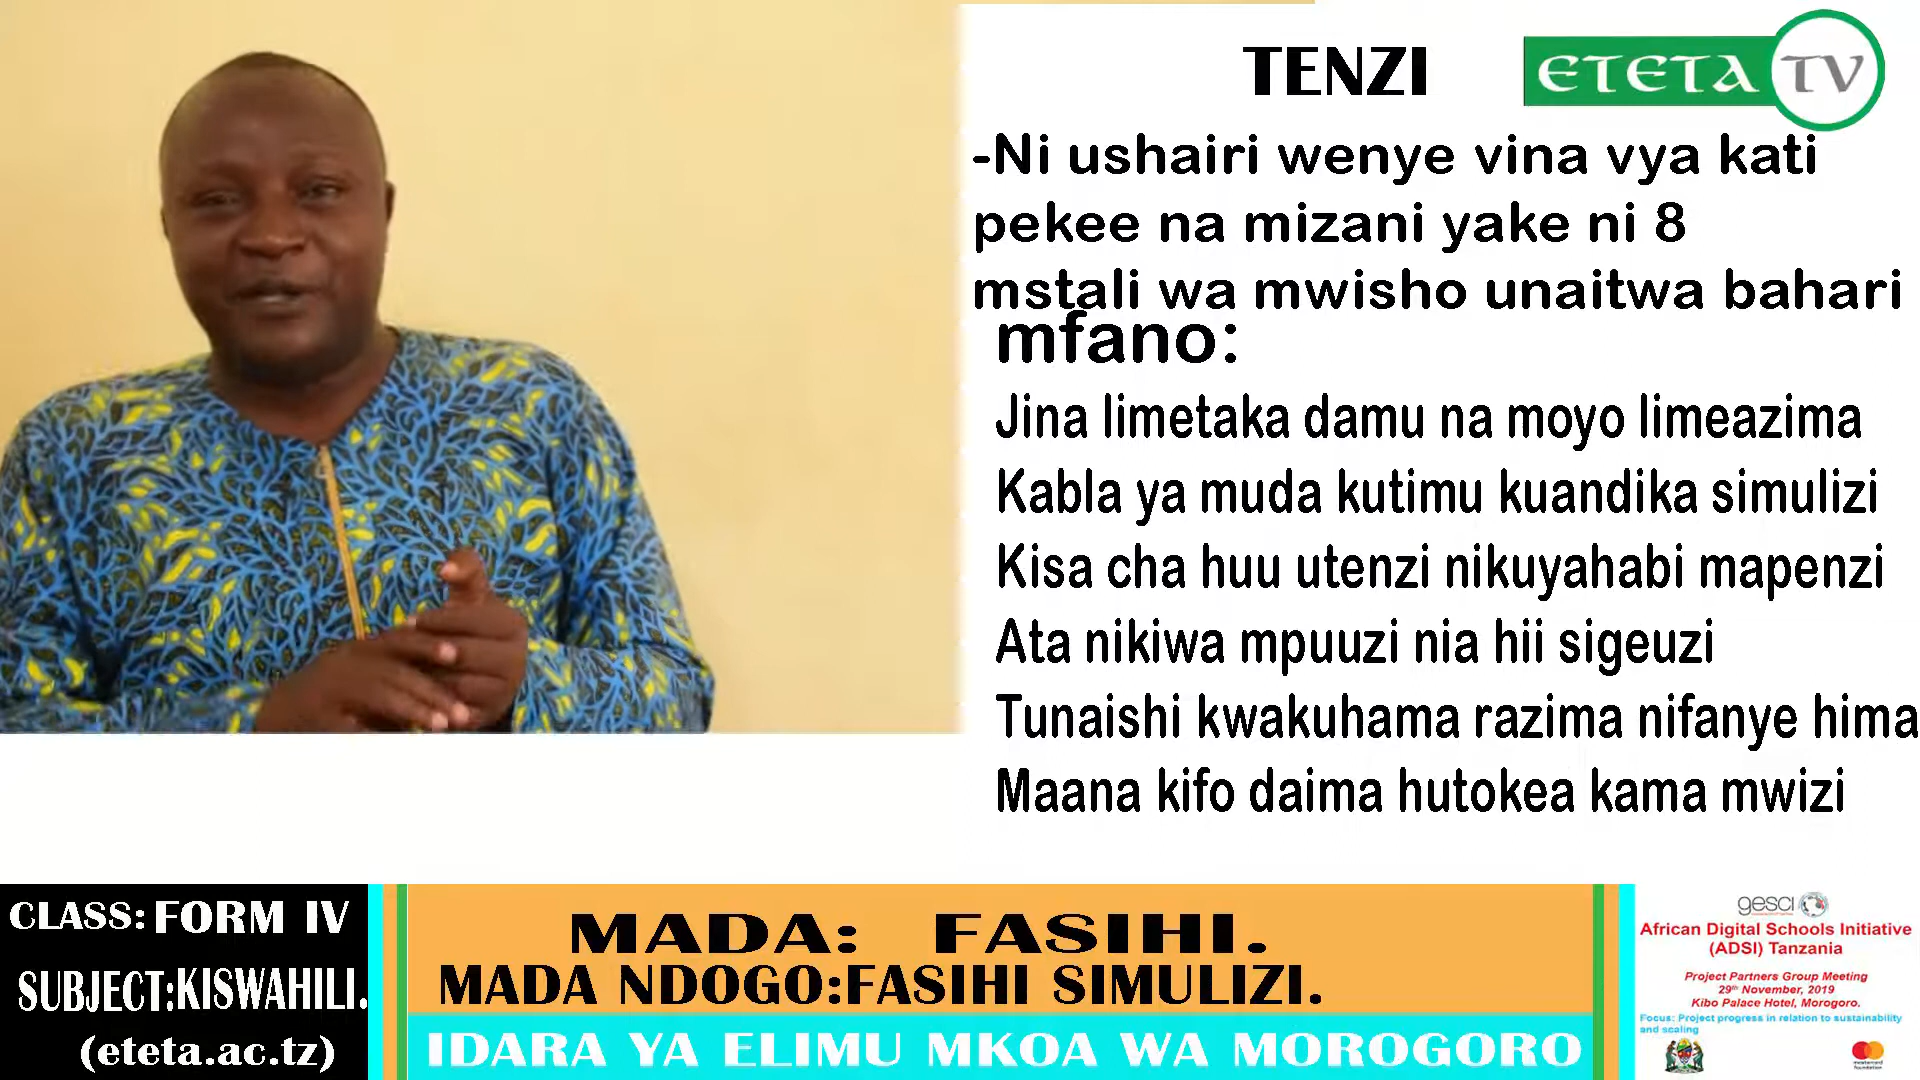 TENZI
ETETA TV
-Ni ushairi wenye vina vya kati
pekee na mizani yake ni 8
mstali wa mwisho unaitwa bahari
mfano:
Jina limetaka damu na moyo limeazima
Kabla ya muda kutimu kuandika simulizi
Kisa cha huu utenzi nikuyahabi mapenzi
Ata nikiwa mpuuzi nia hii sigeuzi
Tunaishi kwakuhama razima nifanye hima
Maana kifo daima hutokea kama mwizi
CLASS: FORM IV
SUBJECT:KISWAHILI.
(eteta.ac.tz)
MADA: FASIHI.
MADA NDOGO:FASIHI SIMULIZI.
IDARA YA ELIMU MKOA WA MOROGORO
gesci
African Digital Schools Initiative
(ADSI) Tanzania
Project Partners Group Meeting
29th November, 2019
Kibo Palace Hotel, Morogoro.
Focus: Project progress in relation to sustainability
and scaling
mastercard
foundation